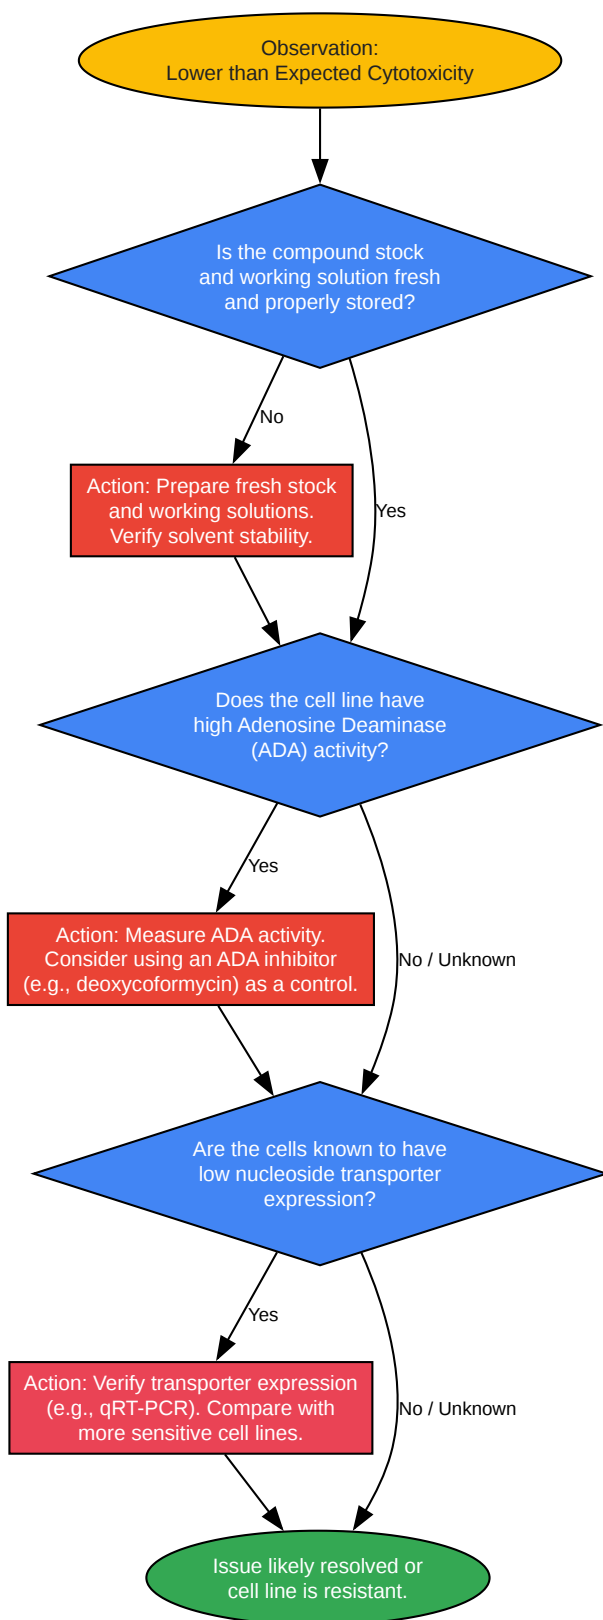 Observation:
Lower than Expected Cytotoxicity
Is the compound stock
and working solution fresh
and properly stored?
No
Yes
Action: Prepare fresh stock
and working solutions.
Verify solvent stability.
Does the cell line have
high Adenosine Deaminase
(ADA) activity?
Yes
No / Unknown
Action: Measure ADA activity.
Consider using an ADA inhibitor
(e.g., deoxycoformycin) as a control.
Are the cells known to have
low nucleoside transporter
expression?
Yes
No / Unknown
Action: Verify transporter expression
(e.g., qRT-PCR). Compare with
more sensitive cell lines.
Issue likely resolved or
cell line is resistant.